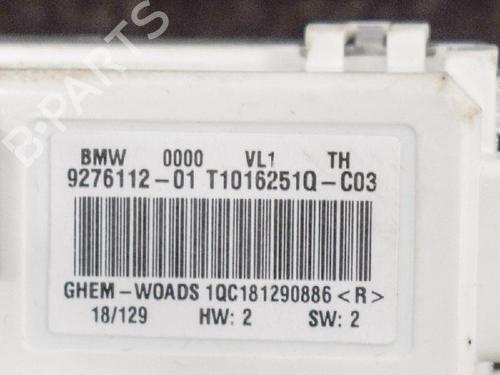 B-PARTS
BMW 0000 VL1 TH
9276112-01 T1016251Q-C03
GHEM-WOADS 1QC181290886 <R>
18/129 HW: 2 SW: 2